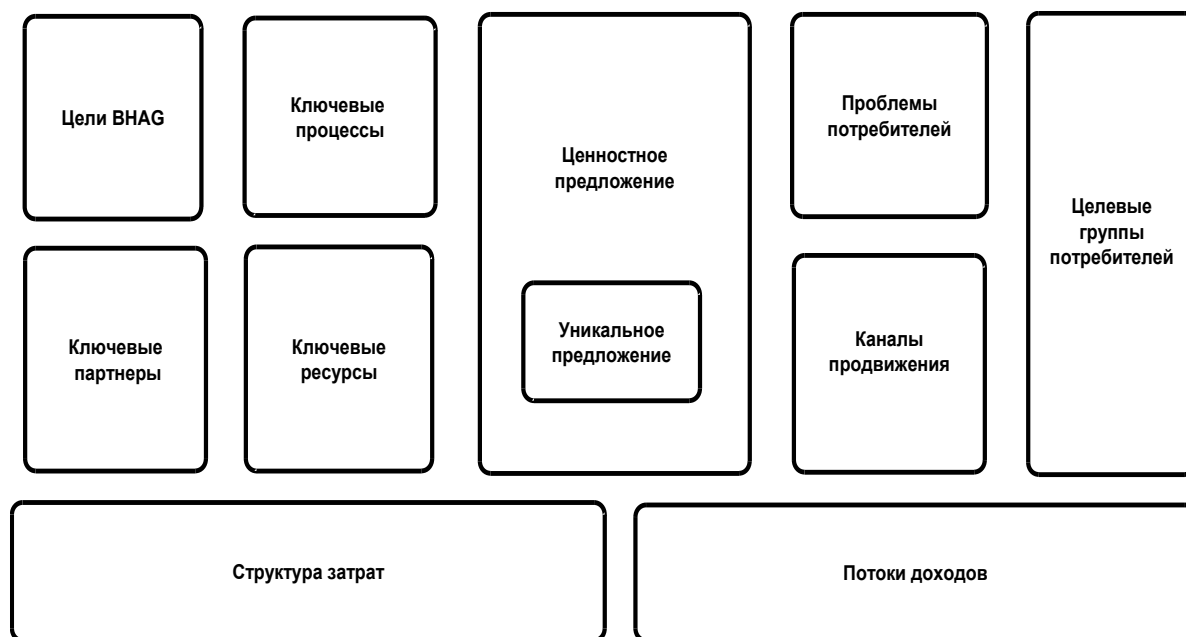 Цели BHAG
Ключевые
процессы
Ценностное
предложение
Уникальное
предложение
Проблемы
потребителей
Целевые
группы
потребителей
Ключевые
партнеры
Ключевые
ресурсы
Каналы
продвижения
Структура затрат
Потоки доходов